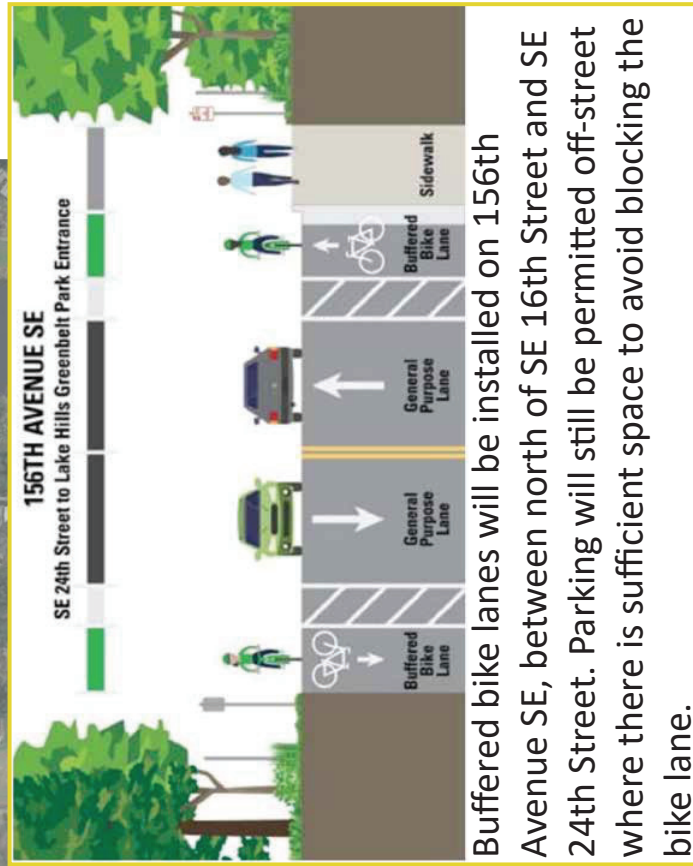 156TH AVENUE SE
SE 24th Street to Lake Hills Greenbelt Park Entrance
Buffered
Bike
Lane
General
Purpose
Lane
General
Purpose
Lane
Buffered
Bike
Lane
Sidewalk
Buffered bike lanes will be installed on 156th
Avenue SE, between north of SE 16th Street and SE
24th Street. Parking will still be permitted off-street
where there is sufficient space to avoid blocking the
bike lane.